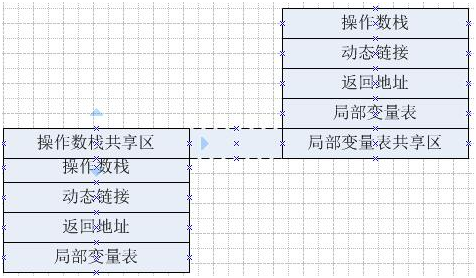 操作数栈
动态链接
返回地址
局部变量表
局部变量表共享区
操作数栈共享区
操作数栈
动态链接
返回地址
局部变量表